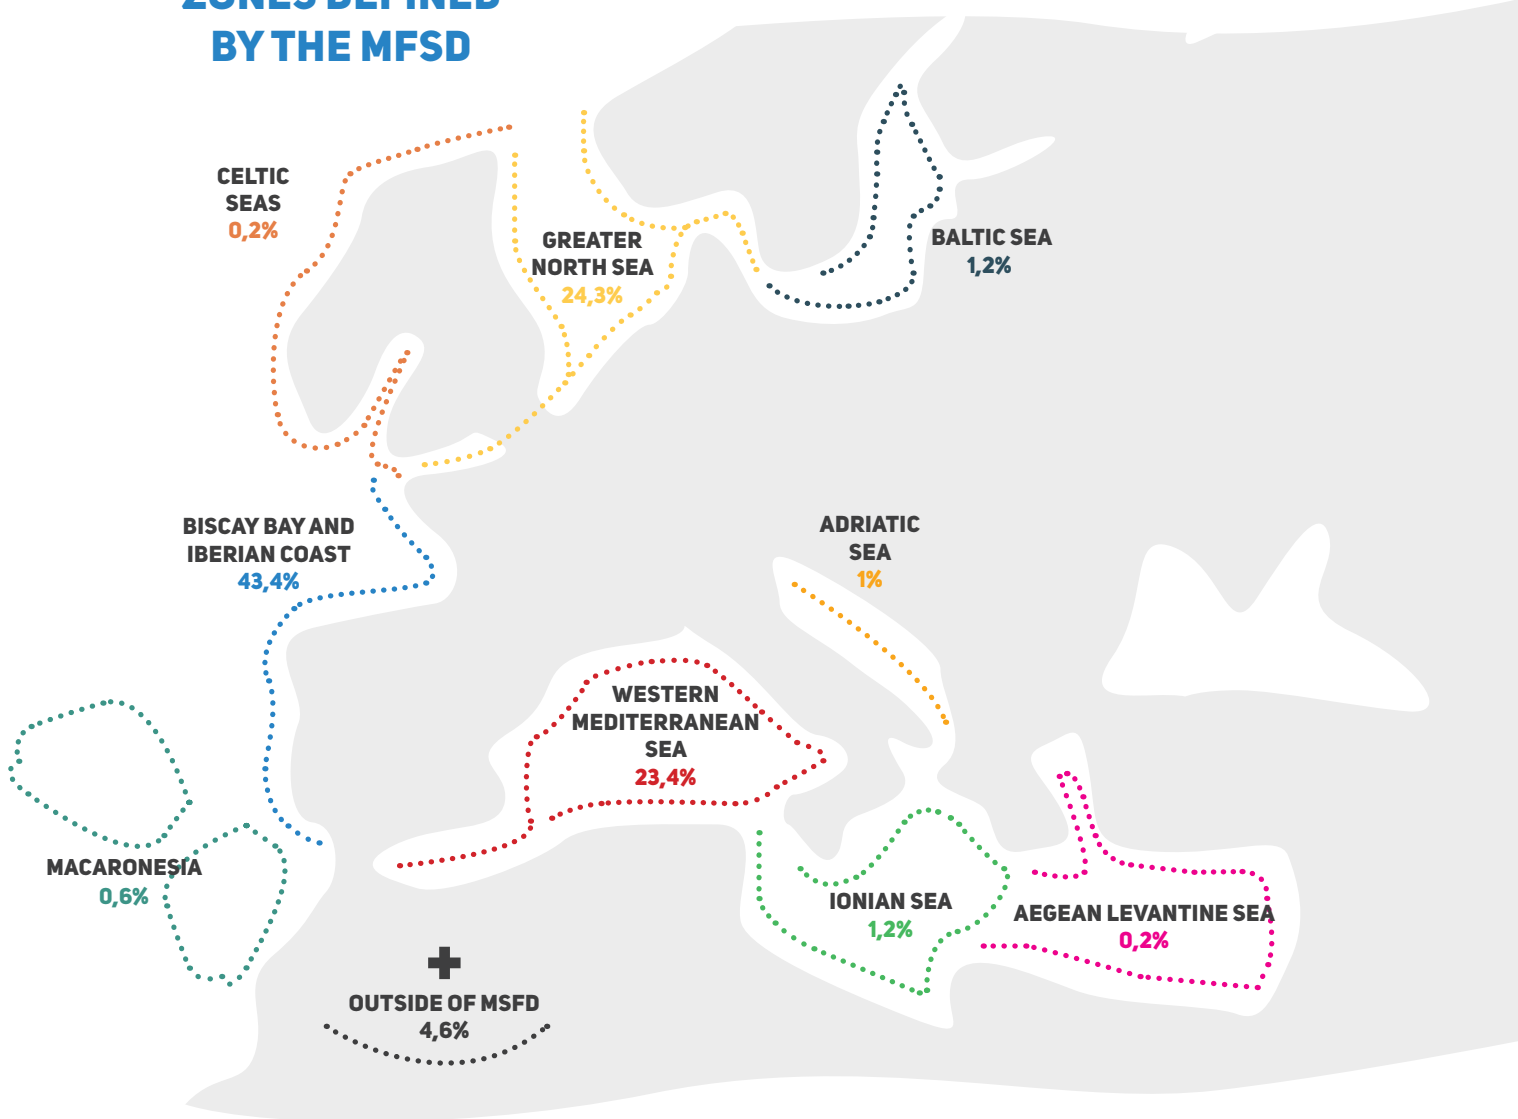 ZONES DEFINED
BY THE MFSD
CELTIC
SEAS
0,2%
GREATER
NORTH SEA
24,3%
BALTIC SEA
1,2%
BISCAY BAY AND
IBERIAN COAST
43,4%
ADRIATIC
SEA
1%
WESTERN
MEDITERRANEAN
SEA
23,4%
MACARONESIA
0,6%
IONIAN SEA
1,2%
AEGEAN LEVANTINE SEA
0,2%
OUTSIDE OF MSFD
4,6%